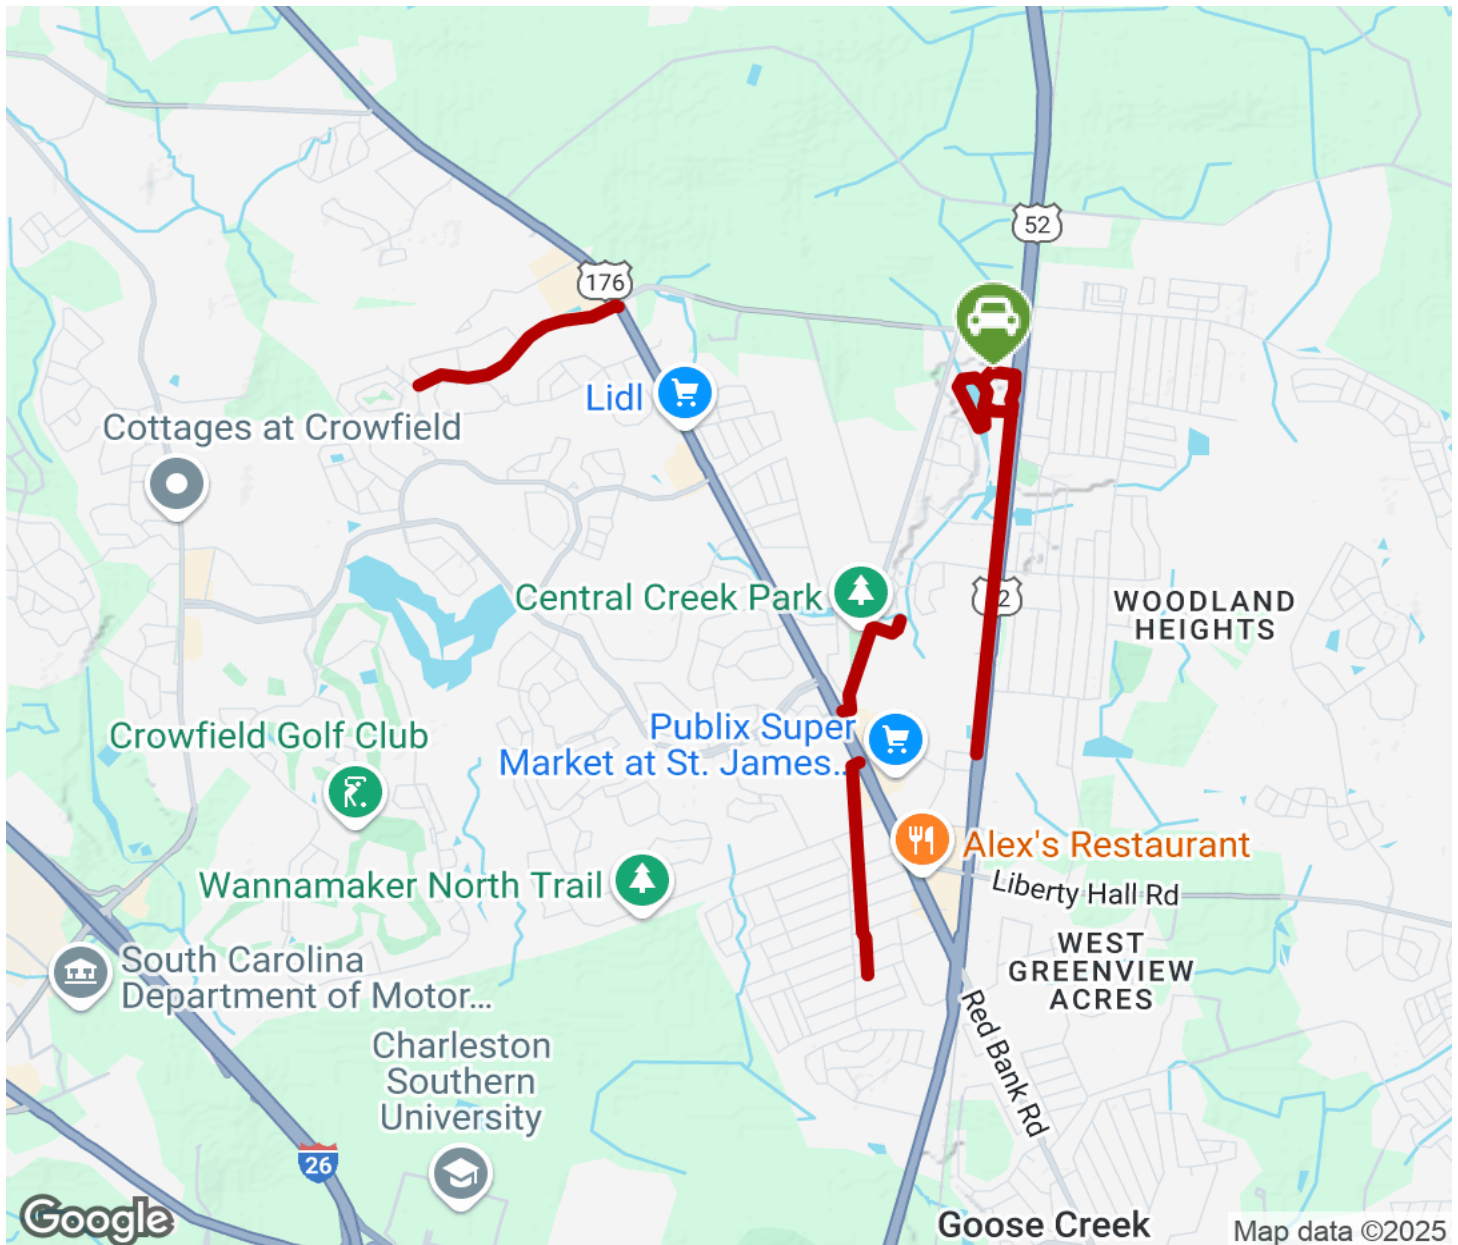 52
176
Lidl
Cottages at Crowfield
Central Creek Park
WOODLAND
HEIGHTS
Crowfield Golf Club
Publix Super
Market at St. James..
Alex's Restaurant
Liberty Hall Rd
Wannamaker North Trail
WEST
GREENVIEW
ACRES
South Carolina
Department of Motor...
Red Bank Rd
Charleston
Southern
University
26
Goose Creek
Google
Map data ©2025